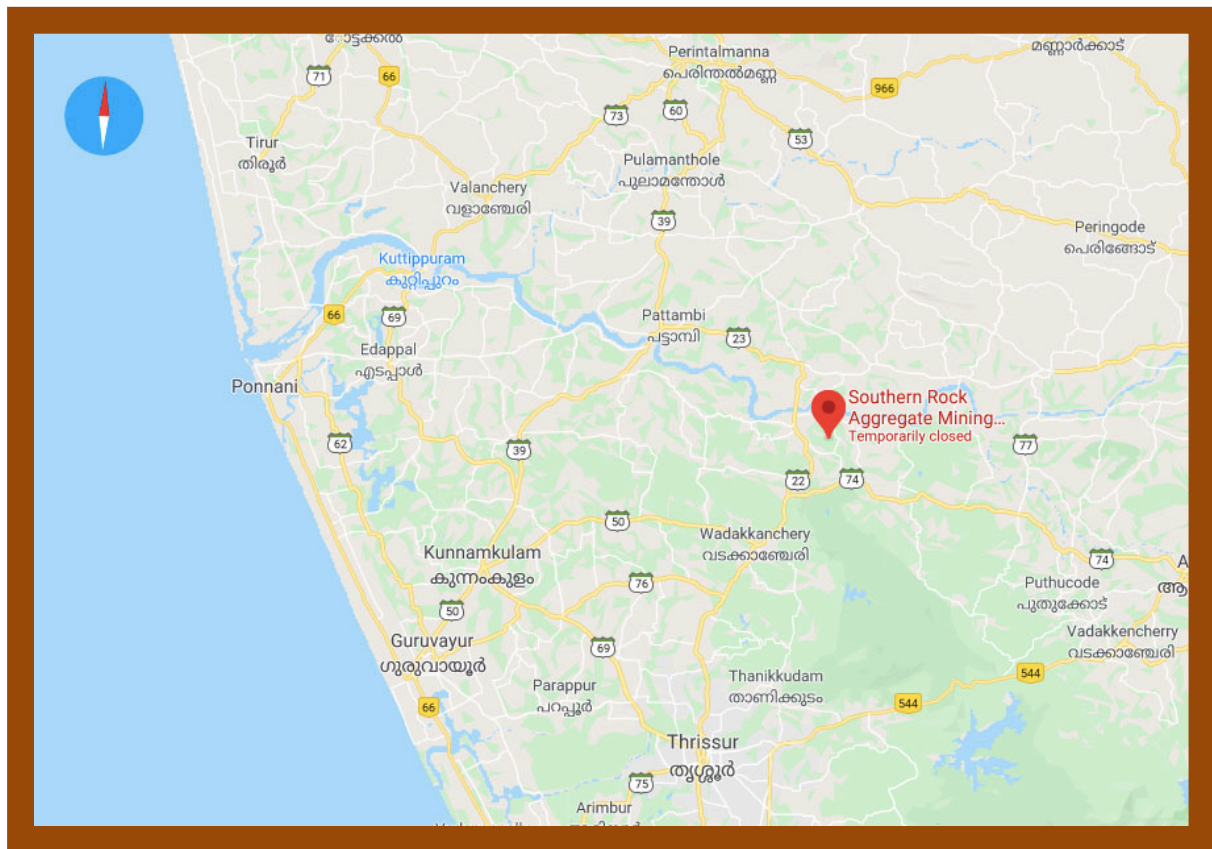 Perintalmanna
പെരിന്തൽമണ്ണ
മണ്ണാർക്കാട്
71
66
966
73
60
53
Tirur
തിരൂർ
Pulamanthole
പുലാമന്തോൾ
Valanchery
വളാഞ്ചേരി
39
Peringode
പെരിങ്ങോട്
Kuttippuram
കുറ്റിപ്പുറം
66
69
Pattambi
പട്ടാമ്പി
23
Edappal
എടപ്പാൾ
Ponnani
Southern Rock
Aggregate Mining...
Temporarily closed
62
39
77
22
74
50
Wadakkanchery
വടക്കാഞ്ചേരി
Kunnamkulam
കുന്നംകുളം
74
76
Puthucode
പുതുക്കോട്
50
Guruvayur
ഗുരുവായൂർ
69
Vadakkencherry
വടക്കാഞ്ചേരി
544
Thanikkudam
താണിക്കുടം
Parappur
പറപ്പൂർ
66
544
Thrissur
തൃശ്ശൂർ
75
Arimbur